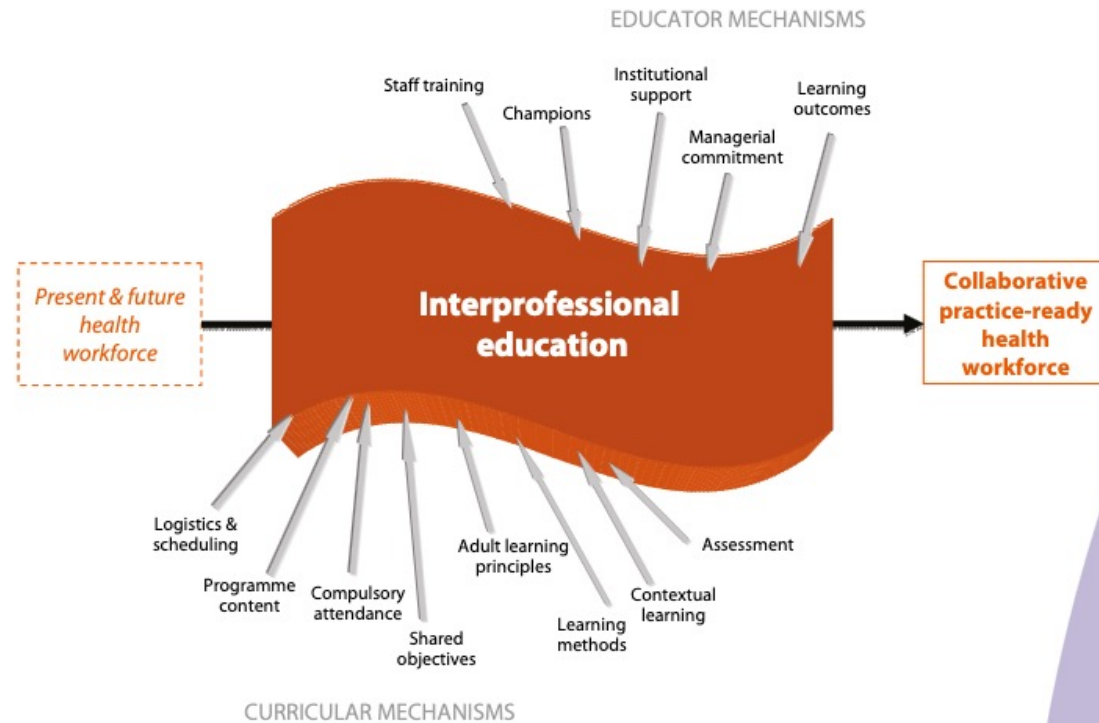 EDUCATOR MECHANISMS
Staff training
Champions
Institutional
support
Managerial
commitment
Learning
outcomes
Present & future
health
workforce
Interprofessional
education
Collaborative
practice-ready
health
workforce
Logistics &
scheduling
Programme
content
Compulsory
attendance
Shared
objectives
Adult learning
principles
Learning
methods
Contextual
learning
Assessment
CURRICULAR MECHANISMS